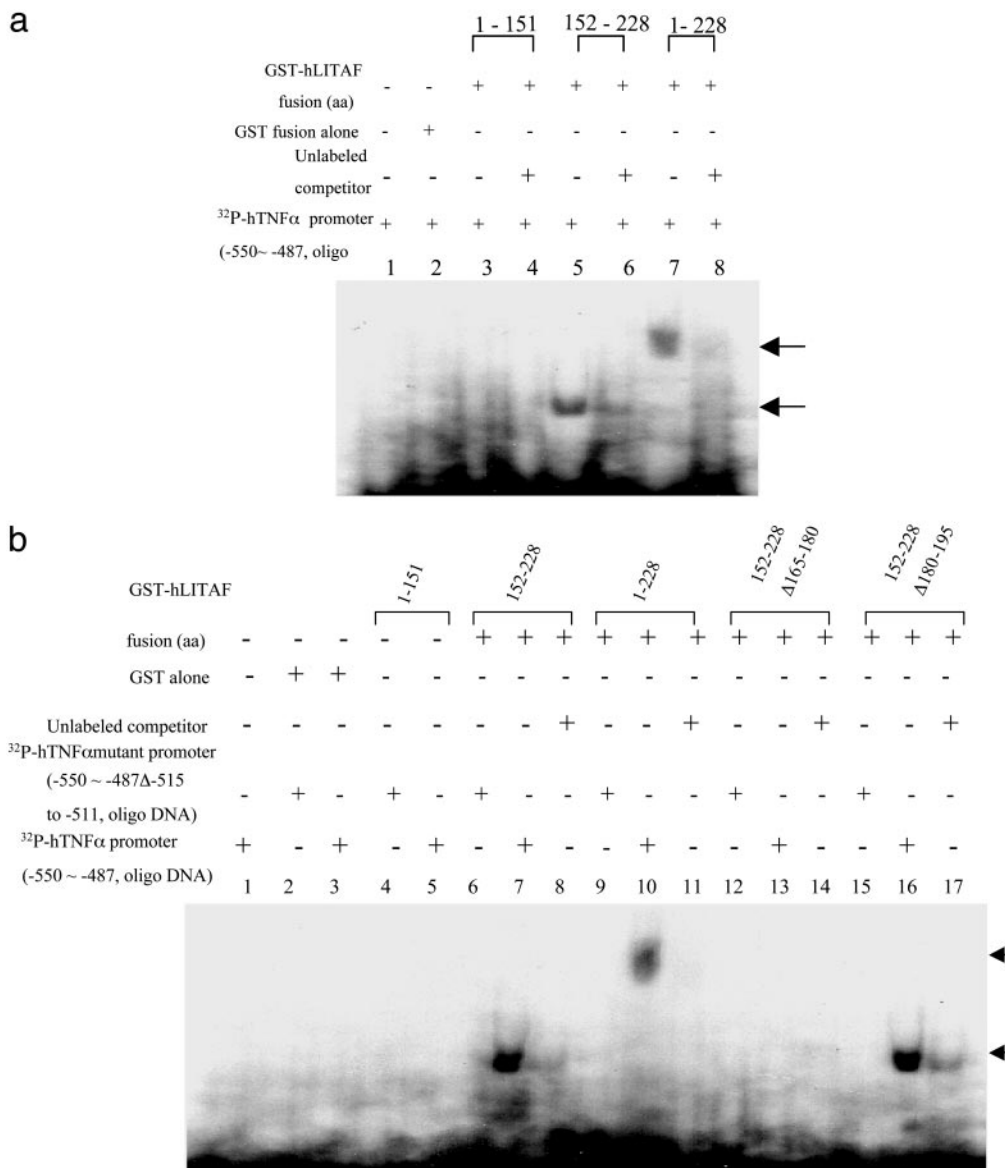 a
1 - 151 152 - 228 1- 228
GST-hLITAF
fusion (aa) - - + + + + + +
GST fusion alone - + - - - - - -
Unlabeled
competitor - - - + - + - +
32P-hTNFα promoter + + + + + + + +
(-550~ -487, oligo
1 2 3 4 5 6 7 8
b
GST-hLITAF 1-151 152-228 1-228 152-228 Δ165-180 152-228 Δ180-195
fusion (aa) - - - - - + + + + + + + + + + + +
GST alone - + + - - - - - - - - - - - - - -
Unlabeled competitor - - - - - - - + - - + - - + - - +
32P-hTNFαmutant promoter
(-550 ~ -487Δ-515
to -511, oligo DNA) - + - + - + - - + - - + - - + - -
32P-hTNFα promoter + - + - + - + - - + - - + - - + -
(-550 ~ -487, oligo DNA)
1 2 3 4 5 6 7 8 9 10 11 12 13 14 15 16 17